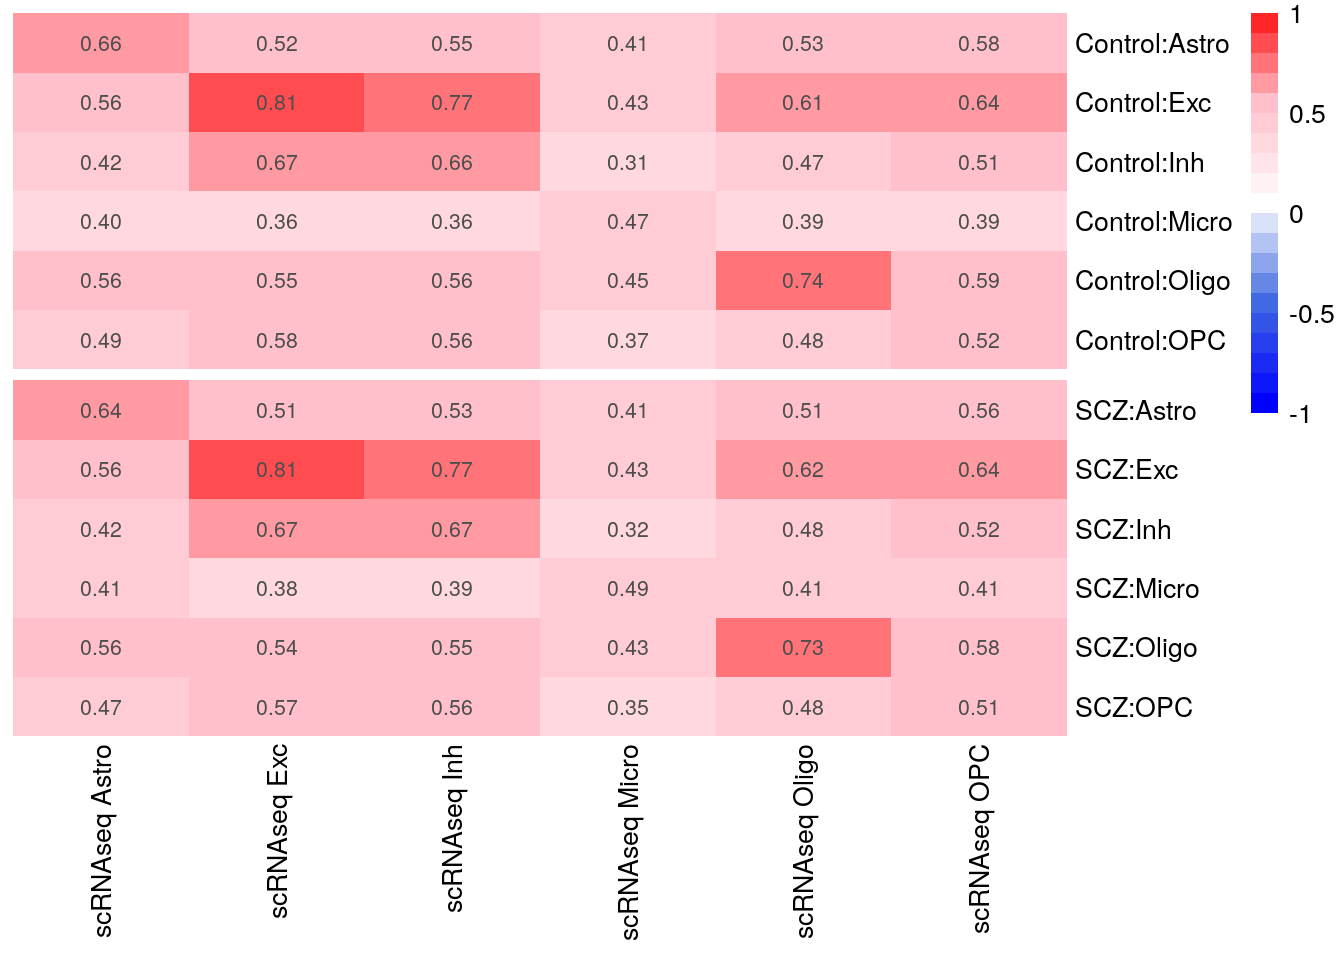 0.66 0.52 0.55 0.41 0.53 0.58 Control:Astro
0.56 0.81 0.77 0.43 0.61 0.64 Control:Exc
0.42 0.67 0.66 0.31 0.47 0.51 Control:Inh
0.40 0.36 0.36 0.47 0.39 0.39 Control:Micro
0.56 0.55 0.56 0.45 0.74 0.59 Control:Oligo
0.49 0.58 0.56 0.37 0.48 0.52 Control:OPC
0.64 0.51 0.53 0.41 0.51 0.56 SCZ:Astro
0.56 0.81 0.77 0.43 0.62 0.64 SCZ:Exc
0.42 0.67 0.67 0.32 0.48 0.52 SCZ:Inh
0.41 0.38 0.39 0.49 0.41 0.41 SCZ:Micro
0.56 0.54 0.55 0.43 0.73 0.58 SCZ:Oligo
0.47 0.57 0.56 0.35 0.48 0.51 SCZ:OPC
scRNAseq Astro
scRNAseq Exc
scRNAseq Inh
scRNAseq Micro
scRNAseq Oligo
scRNAseq OPC
1
0.5
0
-0.5
-1